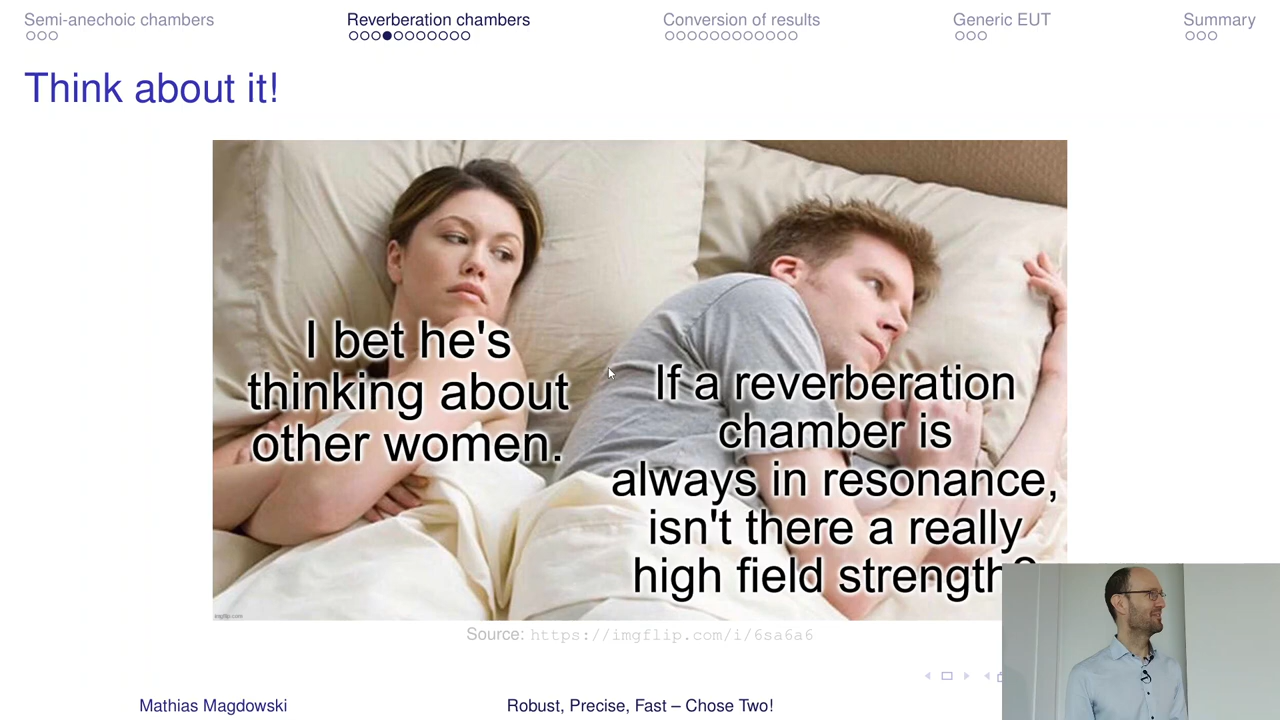 Semi-anechoic chambers Reverberation chambers Conversion of results Generic EUT Summary
Think about it!
I bet he's
thinking about
other women.
If a reverberation
chamber is
always in resonance,
isn't there a really
high field strength?
imgflip.com
Source: https://imgflip.com/i/6sa6a6
Mathias Magdowski Robust, Precise, Fast – Chose Two!